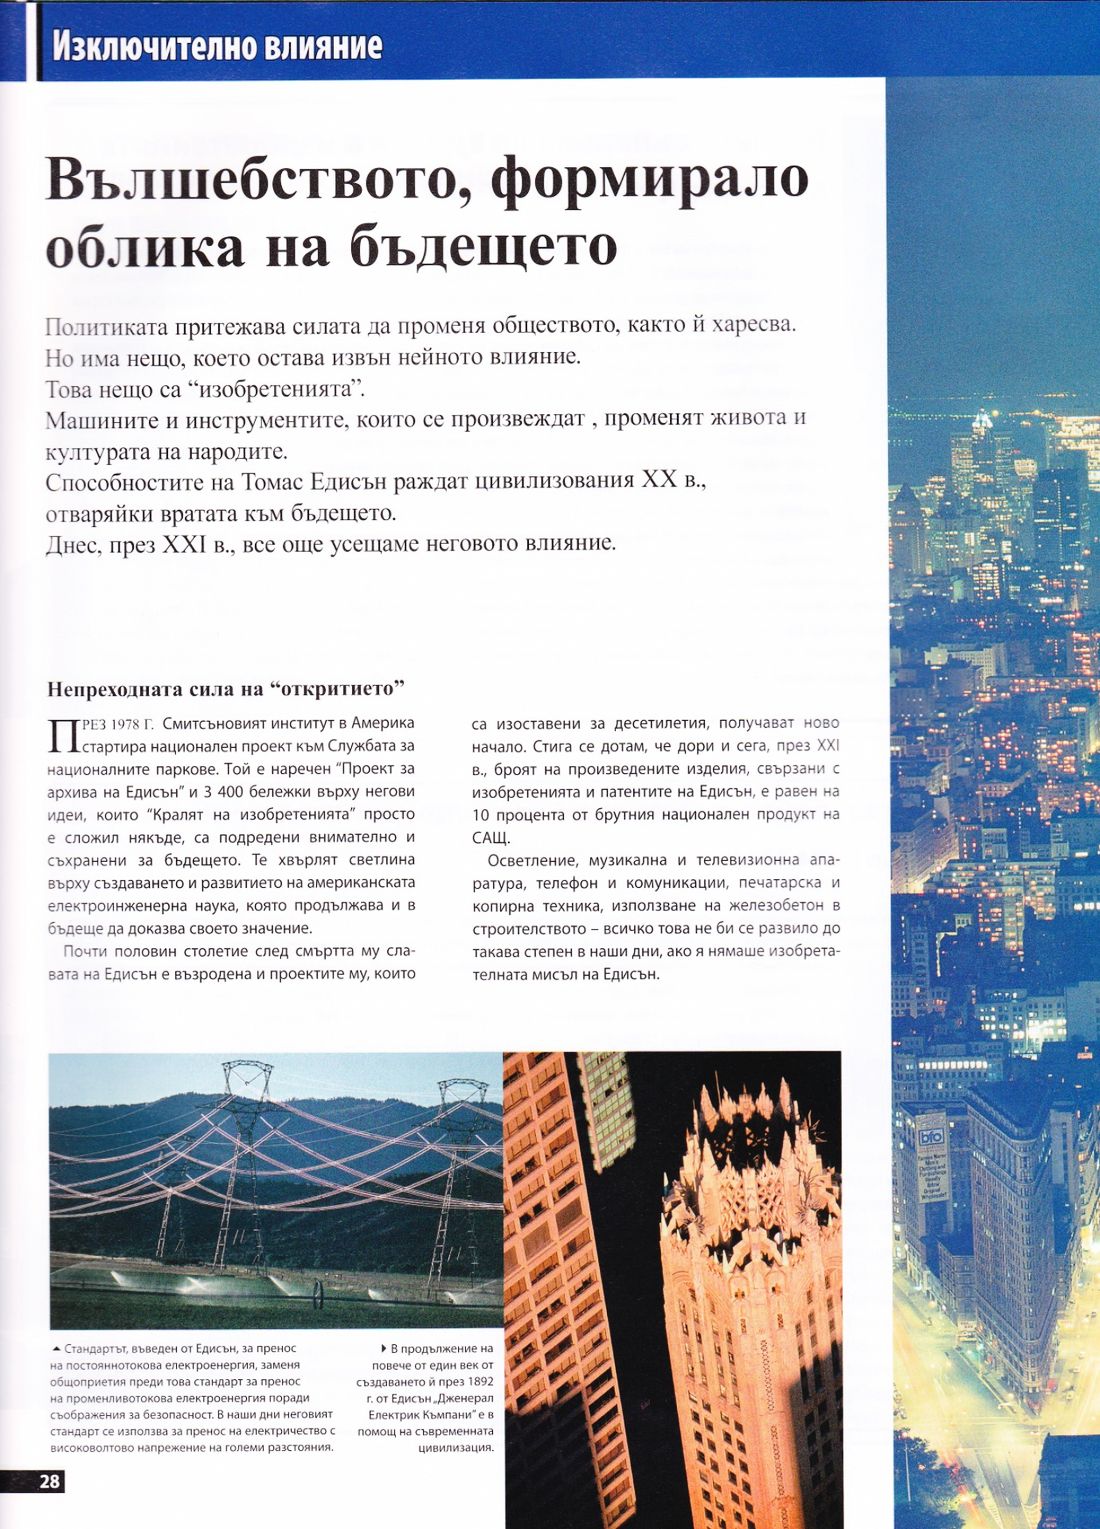 Изключително влияние
Вълшебството, формирало
облика на бъдещето
Политиката притежава силата да променя обществото, както й харесва.
Но има нещо, което остава извън нейното влияние.
Това нещо са “изобретенията”.
Машините и инструментите, които се произвеждат , променят живота и
културата на народите.
Способностите на Томас Едисън раждат цивилизования XX в.,
отваряйки вратата към бъдещето.
Днес, през XXI в., все още усещаме неговото влияние.
Непреходната сила на “откритието”
ПРЕЗ 1978 Г. Смитсъновият институт в Америка
стартира национален проект към Службата за
националните паркове. Той е наречен “Проект за
архива на Едисън” и 3 400 бележки върху негови
идеи, които “Кралят на изобретенията” просто
е сложил някъде, са подредени внимателно и
съхранени за бъдещето. Те хвърлят светлина
върху създаването и развитието на американската
електроинженерна наука, която продължава и в
бъдеще да доказва своето значение.
Почти половин столетие след смъртта му сла-
вата на Едисън е възродена и проектите му, които
са изоставени за десетилетия, получават ново
начало. Стига се дотам, че дори и сега, през XXI
в., броят на произведените изделия, свързани с
изобретенията и патентите на Едисън, е равен на
10 процента от брутния национален продукт на
САЩ.
Осветление, музикална и телевизионна апа-
ратура, телефон и комуникации, печатарска и
копирна техника, използване на железобетон в
строителството – всичко това не би се развило до
такава степен в наши дни, ако я нямаше изобрета-
телната мисъл на Едисън.
Стандартът, въведен от Едисън, за пренос
на постояннотокова електроенергия, заменя
общоприетия преди това стандарт за пренос
на променливотокова електроенергия поради
съображения за безопасност. В наши дни неговият
стандарт се използва за пренос на електричество с
високоволтово напрежение на големи разстояния.
В продължение на
повече от един век от
създаването й през 1892
г. от Едисън „Дженерал
Електрик Къмпани” е в
помощ на съвременната
цивилизация.
bfo
28